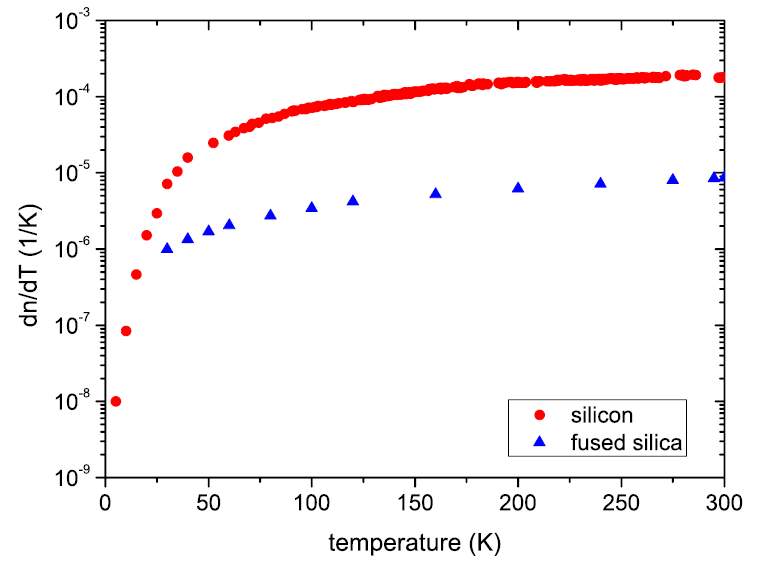 10⁻³
10⁻⁴
10⁻⁵
10⁻⁶
10⁻⁷
10⁻⁸
10⁻⁹
dn/dT (1/K)
silicon
fused silica
0 50 100 150 200 250 300
temperature (K)